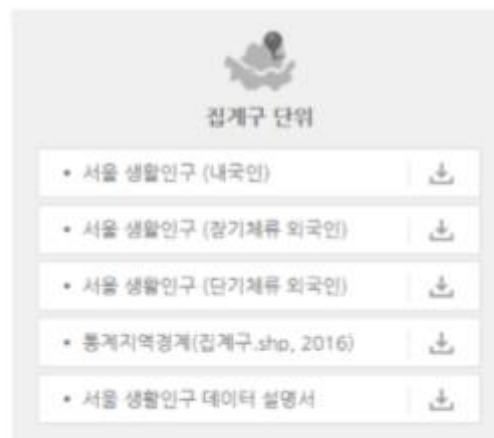 집계구 단위
• 서울 생활인구 (내국인)
• 서울 생활인구 (장기체류 외국인)
• 서울 생활인구 (단기체류 외국인)
• 통계지역경계(집계구.shp, 2016)
• 서울 생활인구 데이터 설명서